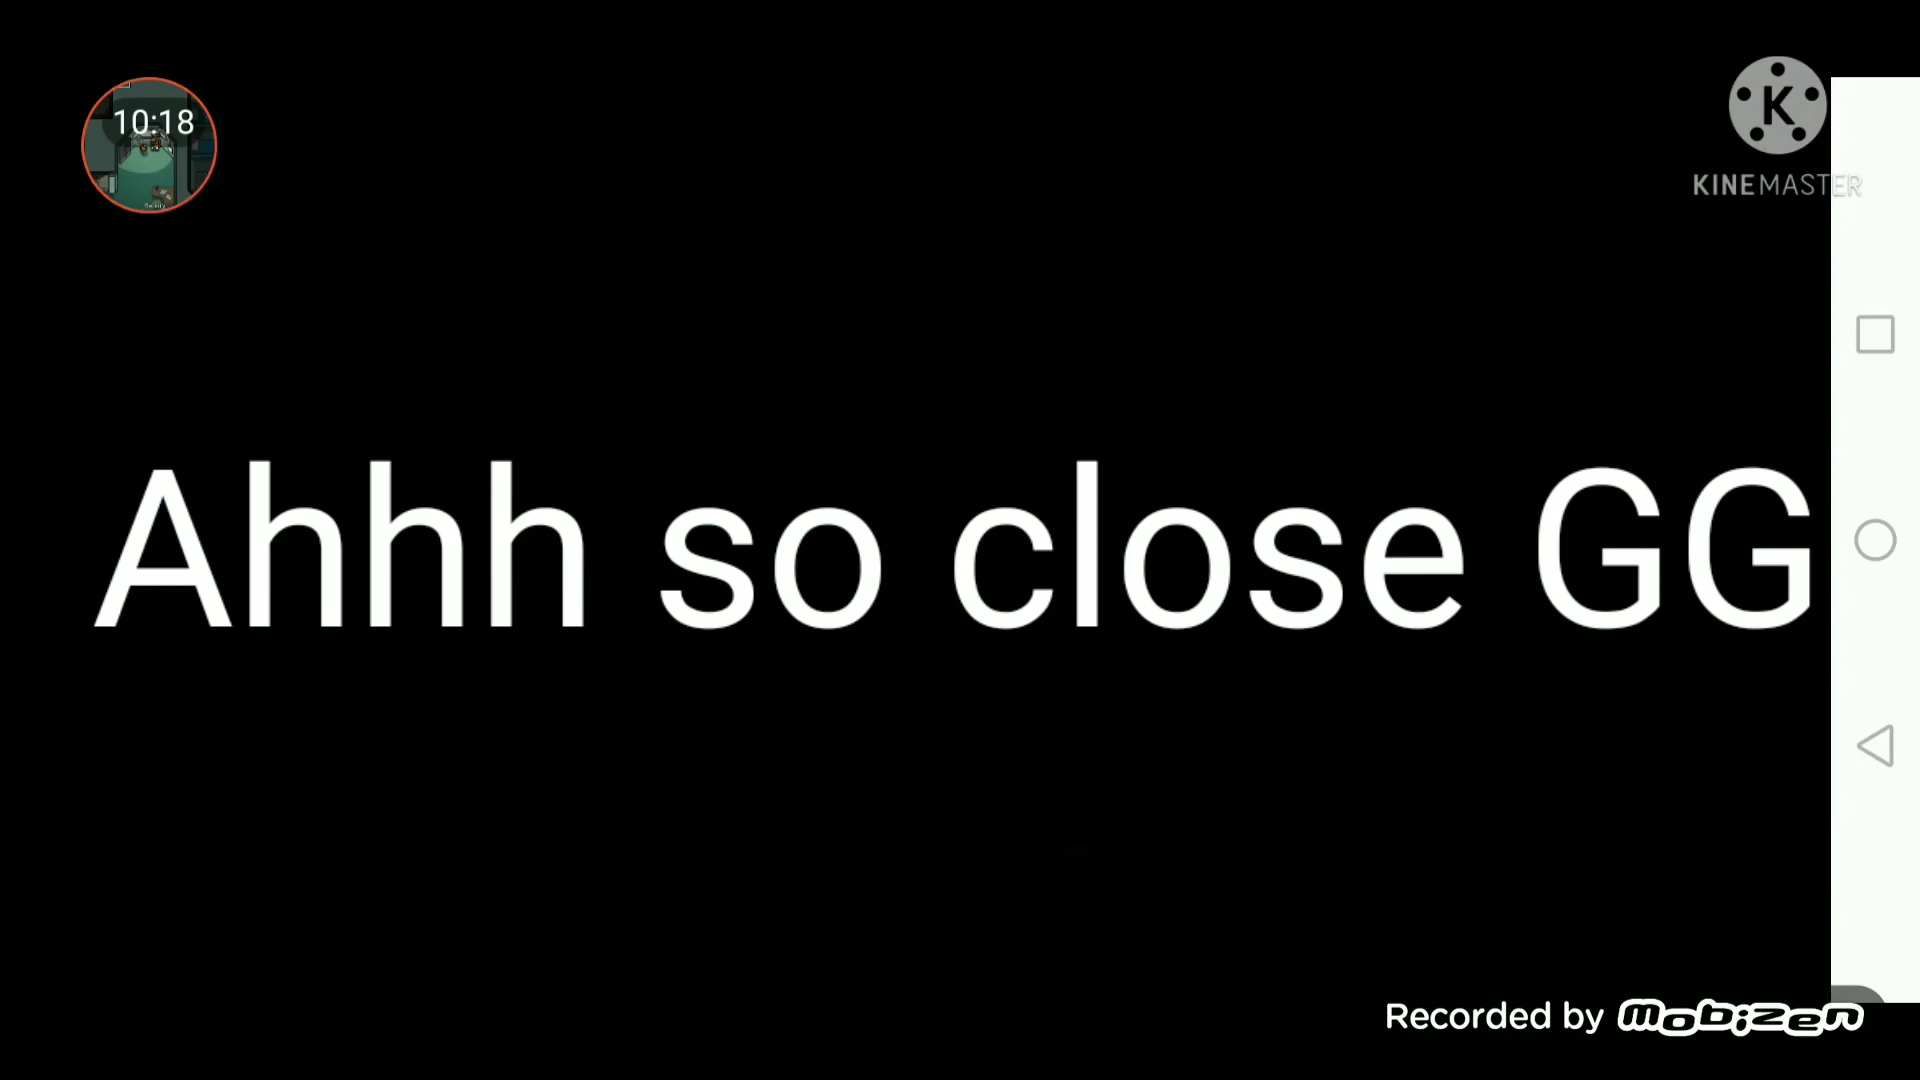 10:18
K
KINEMASTER
Ahhh so close GG
Recorded by mobizen